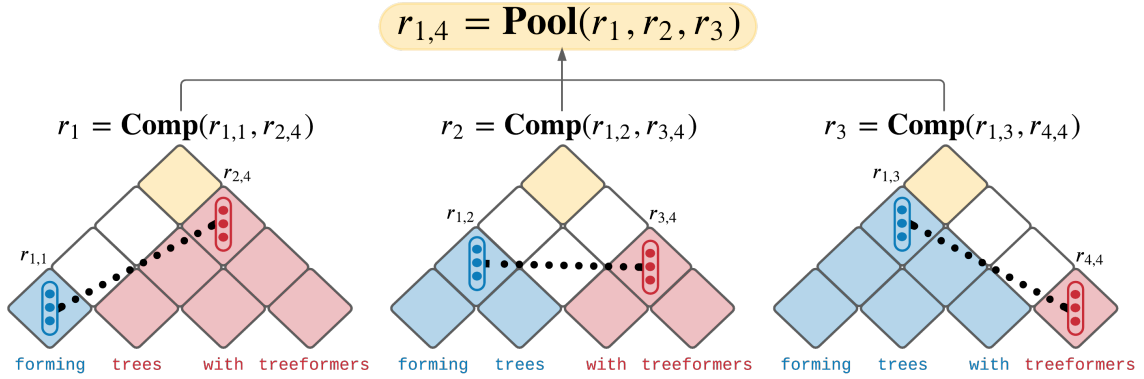 r1,4 = Pool(r1, r2, r3)
r1 = Comp(r1,1, r2,4)
r2 = Comp(r1,2, r3,4)
r3 = Comp(r1,3, r4,4)
r2,4
r1,1
r1,2
r3,4
r1,3
r4,4
forming trees with treeformers
forming trees with treeformers
forming trees with treeformers